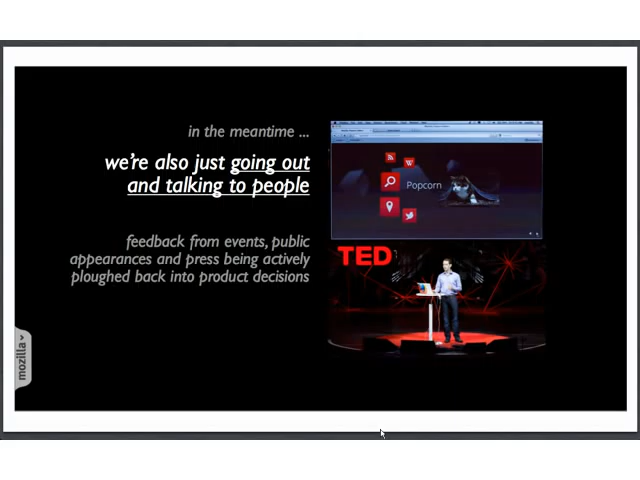 in the meantime ...
we're also just going out
and talking to people
feedback from events, public
appearances and press being actively
ploughed back into product decisions
Popcorn
W
TED
mozilla